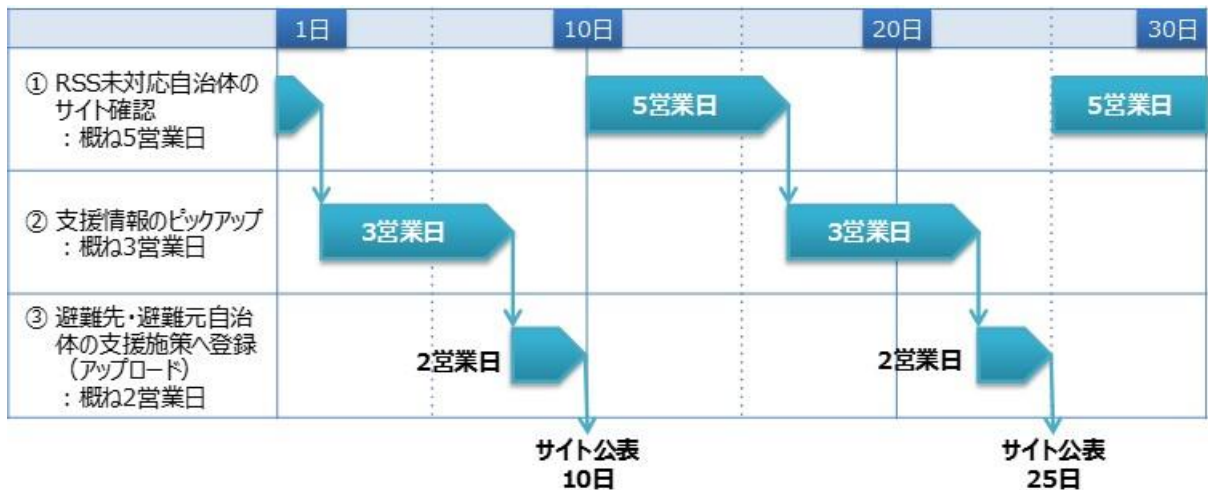 1日 10日 20日 30日
① RSS未対応自治体の
サイト確認
：概ね5営業日
5営業日
5営業日
② 支援情報のピックアップ
：概ね3営業日
3営業日
3営業日
③ 避難先・避難元自治
体の支援施策へ登録
（アップロード）
：概ね2営業日
2営業日
2営業日
サイト公表
10日
サイト公表
25日